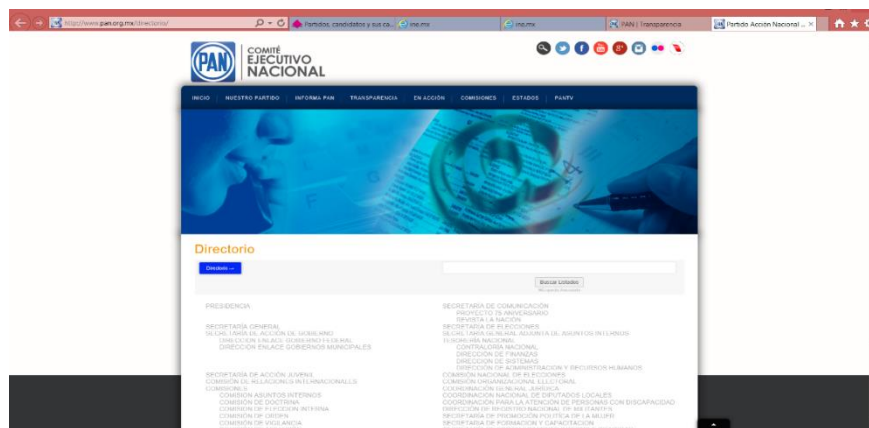 http://www.pan.org.mx/directorio/
Partidos, candidatos y sus ca...
ine.mx
ine.mx
PAN | Transparencia
Partido Acción Nacional ...
PAN
COMITÉ
EJECUTIVO
NACIONAL
INICIO
NUESTRO PARTIDO
INFORMA PAN
TRANSPARENCIA
EN ACCIÓN
COMISIONES
ESTADOS
PANTV
Directorio
Directorio
Buscar Listados
PRESIDENCIA
SECRETARÍA GENERAL
SECRETARÍA DE ACCIÓN DE GOBIERNO
DIRECCIÓN ENLACE GOBIERNO FEDERAL
DIRECCIÓN ENLACE GOBIERNOS MUNICIPALES
SECRETARÍA DE ACCIÓN JUVENIL
COMISIÓN DE RELACIONES INTERNACIONALES
COMISIONES
COMISIÓN ASUNTOS INTERNOS
COMISIÓN DE DOCTRINA
COMISIÓN DE ELECCIÓN INTERNA
COMISIÓN DE ORDEN
COMISIÓN DE VIGILANCIA
SECRETARÍA DE COMUNICACIÓN
PROYECTO 75 ANIVERSARIO
REVISTA LA NACIÓN
SECRETARÍA DE ELECCIONES
SECRETARÍA GENERAL ADJUNTA DE ASUNTOS INTERNOS
TESORERÍA NACIONAL
CONTRALORÍA NACIONAL
DIRECCIÓN DE FINANZAS
DIRECCIÓN DE SISTEMAS
DIRECCIÓN DE ADMINISTRACIÓN Y RECURSOS HUMANOS
COMISIÓN NACIONAL DE ELECCIONES
COMISIÓN ORGANIZACIONAL ELECTORAL
COORDINACIÓN GENERAL JURÍDICA
COORDINACIÓN NACIONAL DE DIPUTADOS LOCALES
COORDINACIÓN PARA LA ATENCIÓN DE PERSONAS CON DISCAPACIDAD
DIRECCIÓN DE REGISTRO NACIONAL DE MILITANTES
SECRETARÍA DE PROMOCIÓN POLÍTICA DE LA MUJER
SECRETARÍA DE FORMACIÓN Y CAPACITACIÓN